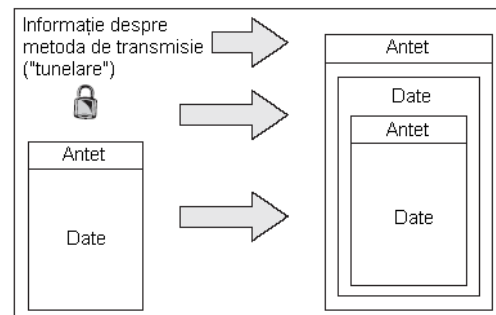 Informație despre
metoda de transmisie
("tunelare")
Antet
Date
Antet
Date
Antet
Date